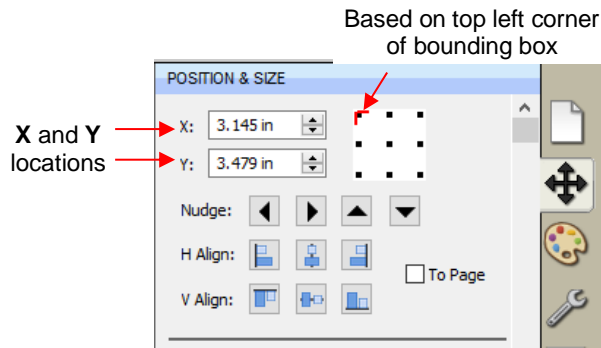 Based on top left corner
of bounding box
POSITION & SIZE
X and Y
locations
X: 3.145 in
Y: 3.479 in
Nudge:
H Align:
To Page
V Align: